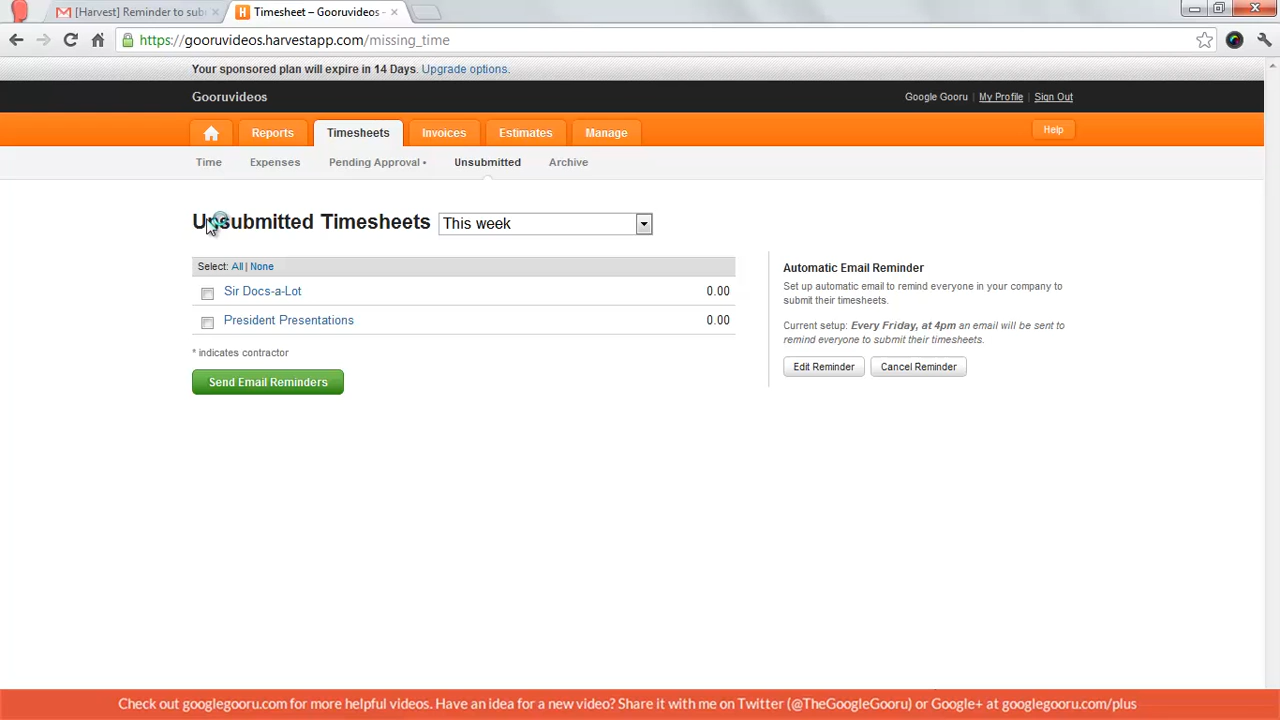 [Harvest] Reminder to sub
Timesheet – Gooruvideos -
https://gooruvideos.harvestapp.com/missing_time
Your sponsored plan will expire in 14 Days. Upgrade options.
Gooruvideos
Google Gooru | My Profile | Sign Out
Reports
Timesheets
Invoices
Estimates
Manage
Help
Time
Expenses
Pending Approval •
Unsubmitted
Archive
Unsubmitted Timesheets
This week
Select: All | None
Sir Docs-a-Lot 0.00
President Presentations 0.00
* indicates contractor
Send Email Reminders
Automatic Email Reminder
Set up automatic email to remind everyone in your company to
submit their timesheets.
Current setup: Every Friday, at 4pm an email will be sent to
remind everyone to submit their timesheets.
Edit Reminder
Cancel Reminder
Check out googlegooru.com for more helpful videos. Have an idea for a new video? Share it with me on Twitter (@TheGoogleGooru) or Google+ at googlegooru.com/plus